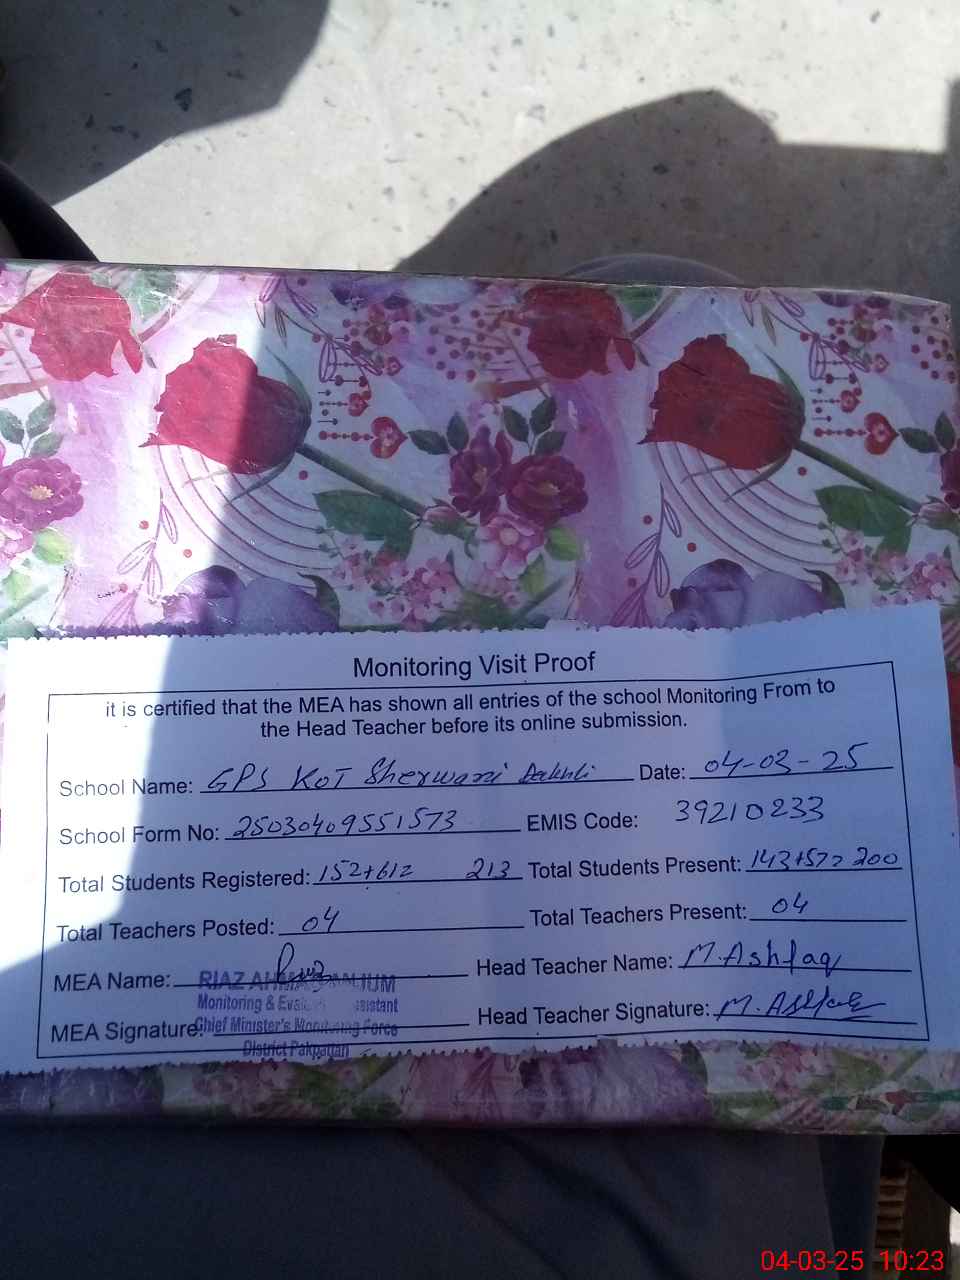 Monitoring Visit Proof
it is certified that the MEA has shown all entries of the school Monitoring From to
the Head Teacher before its online submission.
School Name: GPS KOT Sherwani Dakhli Date: 04-03-25
School Form No: 25030409551573 EMIS Code: 39210233
Total Students Registered: 152+61= 213 Total Students Present: 143+57= 200
Total Teachers Posted: 04 Total Teachers Present: 04
MEA Name: Head Teacher Name: M.Ashfaq
RIAZ
Monitoring & Assistant
MEA Signature: Head Teacher Signature: M.Ashfaq
Chief Minister's Monitoring Force
District Pakpattan
04-03-25 10:23